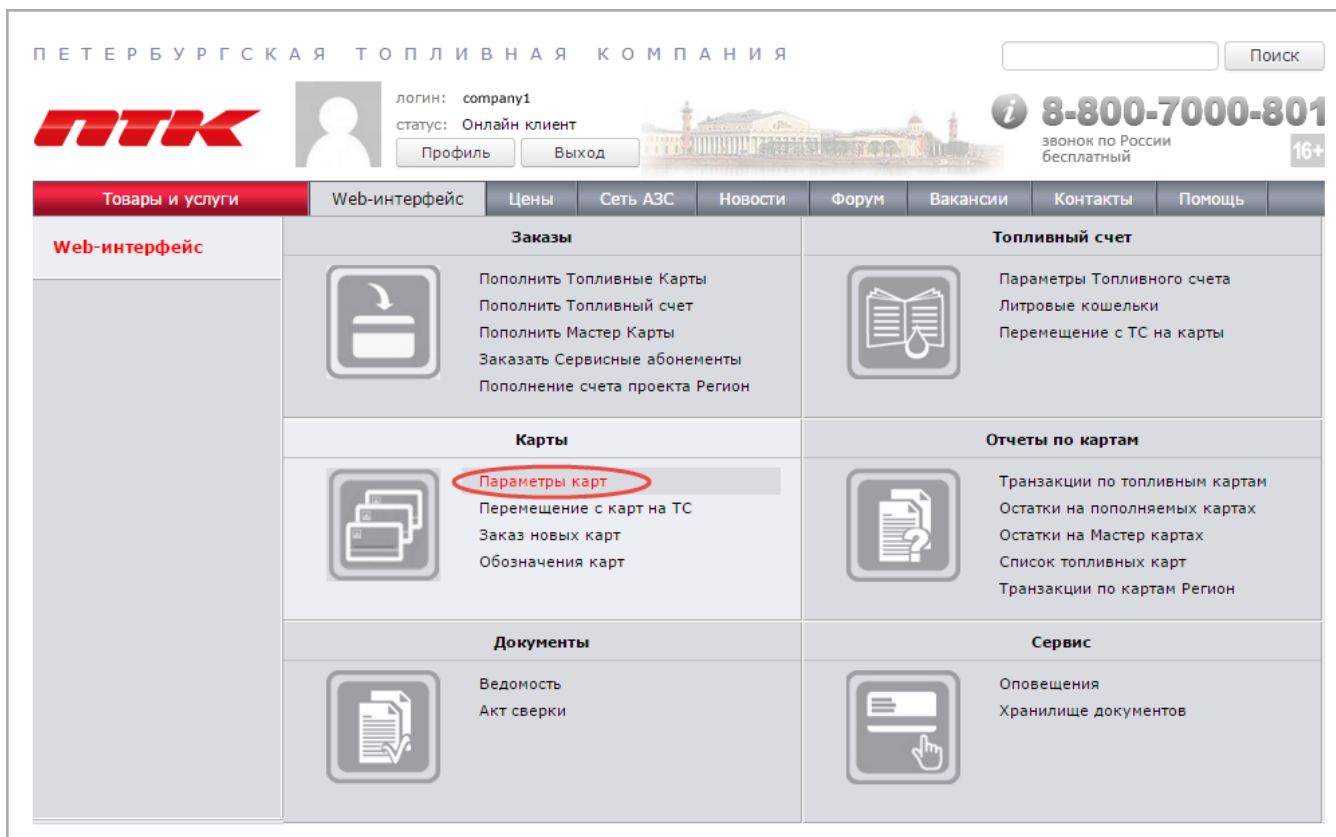 ПЕТЕРБУРГСКАЯ ТОПЛИВНАЯ КОМПАНИЯ
Поиск
ПТК
логин: company1
статус: Онлайн клиент
Профиль Выход
i 8-800-7000-801
звонок по России
бесплатный
16+
Товары и услуги Web-интерфейс Цены Сеть АЗС Новости Форум Вакансии Контакты Помощь
Web-интерфейс
Заказы
Пополнить Топливные Карты
Пополнить Топливный счет
Пополнить Мастер Карты
Заказать Сервисные абонементы
Пополнение счета проекта Регион
Топливный счет
Параметры Топливного счета
Литровые кошельки
Перемещение с ТС на карты
Карты
Параметры карт
Перемещение с карт на ТС
Заказ новых карт
Обозначения карт
Отчеты по картам
Транзакции по топливным картам
Остатки на пополняемых картах
Остатки на Мастер картах
Список топливных карт
Транзакции по картам Регион
Документы
Ведомость
Акт сверки
Сервис
Оповещения
Хранилище документов